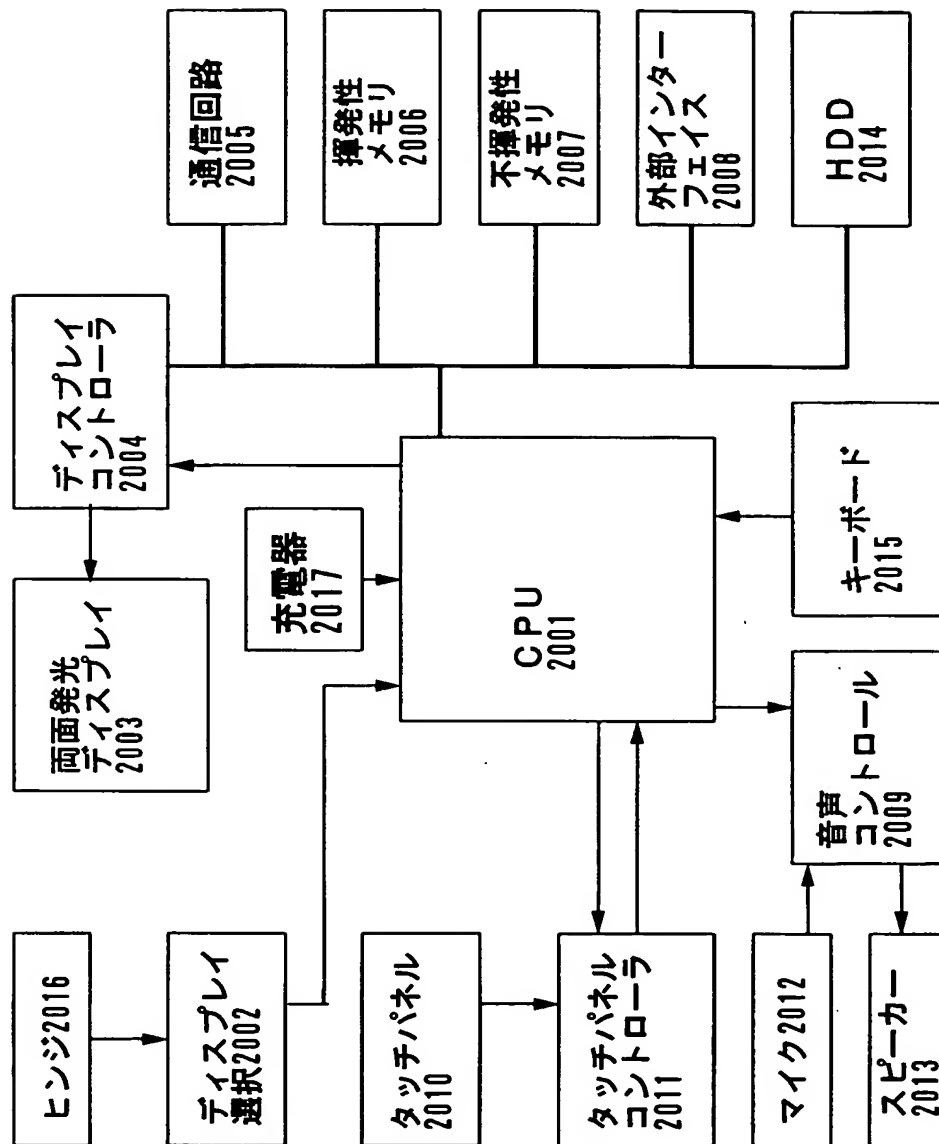 ヒンジ2016
ディスプレイ
選択2002
タッチパネル
2010
タッチパネル
コントローラ
2011
マイク2012
スピーカー
2013
両面発光
ディスプレイ
2003
ディスプレイ
コントローラ
2004
充電器
2017
CPU
2001
音声
コントロール
2009
キーボード
2015
通信回路
2005
揮発性
メモリ
2006
不揮発性
メモリ
2007
外部インター
フェイス
2008
HDD
2014